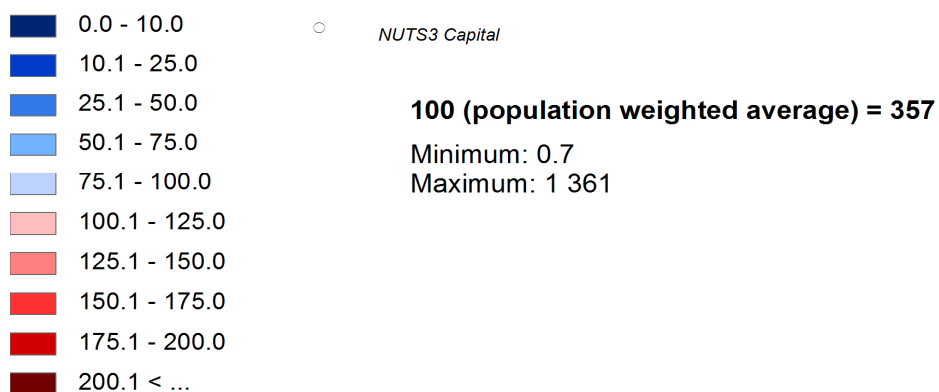 0.0 - 10.0
10.1 - 25.0
25.1 - 50.0
50.1 - 75.0
75.1 - 100.0
100.1 - 125.0
125.1 - 150.0
150.1 - 175.0
175.1 - 200.0
200.1 < ...
NUTS3 Capital
100 (population weighted average) = 357
Minimum: 0.7
Maximum: 1 361